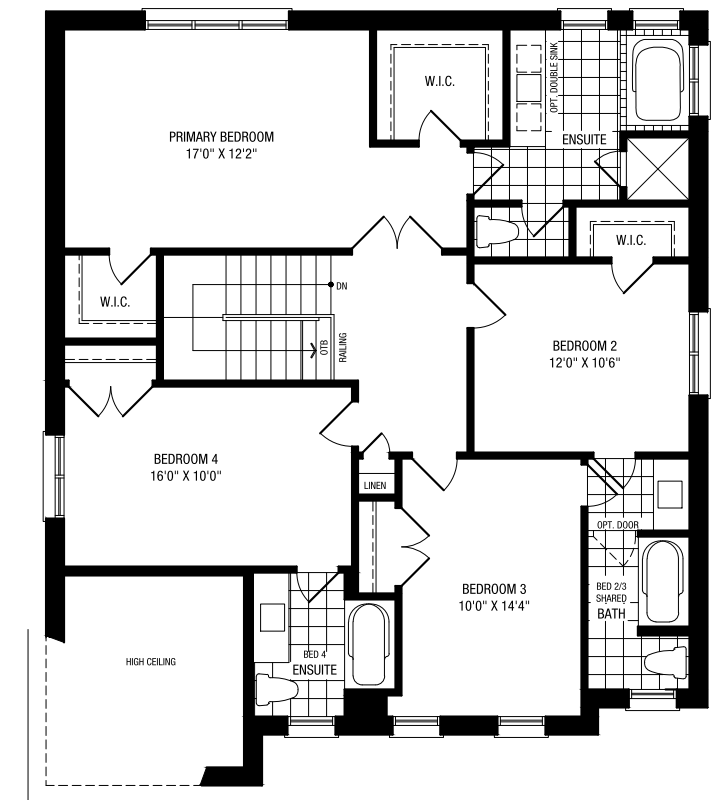 OPT. DOUBLE SINK
W.I.C.
PRIMARY BEDROOM
17'0" X 12'2"
ENSUITE
W.I.C.
W.I.C.
DN
OTB
RAILING
BEDROOM 2
12'0" X 10'6"
BEDROOM 4
16'0" X 10'0"
LINEN
OPT. DOOR
BEDROOM 3
10'0" X 14'4"
BED 2/3
SHARED
BATH
HIGH CEILING
BED 4
ENSUITE